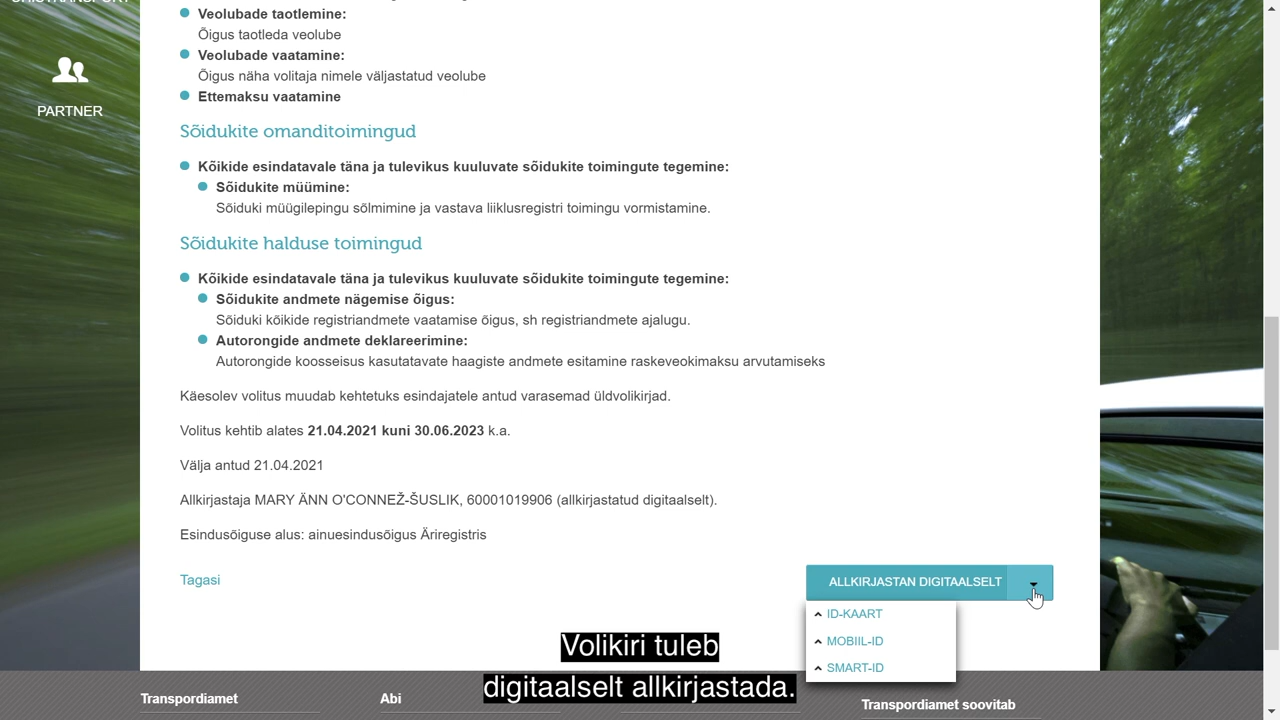 PARTNER
Veolubade taotlemine:
Õigus taotleda veolube
Veolubade vaatamine:
Õigus näha volitaja nimele väljastatud veolube
Ettemaksu vaatamine
Sõidukite omanditoimingud
Kõikide esindatavale täna ja tulevikus kuuluvate sõidukite toimingute tegemine:
Sõidukite müümine:
Sõiduki müügilepingu sõlmimine ja vastava liiklusregistri toimingu vormistamine.
Sõidukite halduse toimingud
Kõikide esindatavale täna ja tulevikus kuuluvate sõidukite toimingute tegemine:
Sõidukite andmete nägemise õigus:
Sõiduki kõikide registriandmete vaatamise õigus, sh registriandmete ajalugu.
Autorongide andmete deklareerimine:
Autorongide koosseisus kasutatavate haagiste andmete esitamine raskeveokimaksu arvutamiseks
Käesolev volitus muudab kehtetuks esindajatele antud varasemad üldvolikirjad.
Volitus kehtib alates 21.04.2021 kuni 30.06.2023 k.a.
Välja antud 21.04.2021
Allkirjastaja MARY ÄNN O'CONNEŽ-ŠUSLIK, 60001019906 (allkirjastatud digitaalselt).
Esindusõiguse alus: ainuesindusõigus Äriregistris
Tagasi
ALLKIRJASTAN DIGITAALSELT
ID-KAART
MOBIIL-ID
SMART-ID
Volikiri tuleb
digitaalselt allkirjastada.
Transpordiamet
Abi
Transpordiamet soovitab